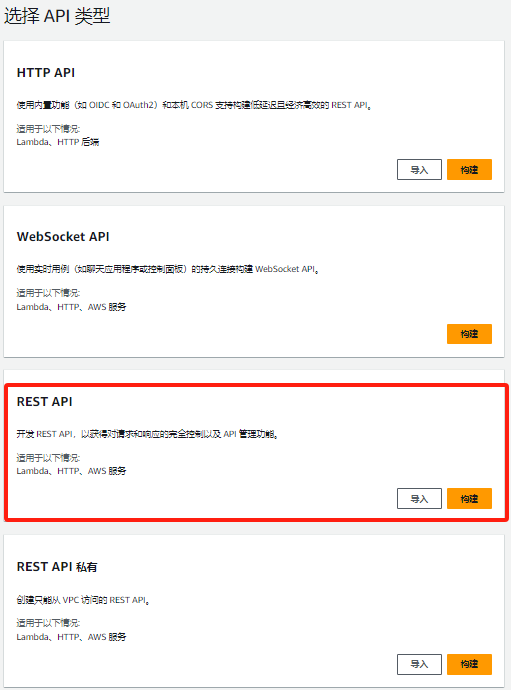 选择 API 类型
HTTP API
使用内置功能（如 OIDC 和 OAuth2）和本机 CORS 支持构建低延迟且经济高效的 REST API。
适用于以下情况:
Lambda、HTTP 后端
导入
构建
WebSocket API
使用实时用例（如聊天应用程序或控制面板）的持久连接构建 WebSocket API。
适用于以下情况:
Lambda、HTTP、AWS 服务
构建
REST API
开发 REST API，以获得对请求和响应的完全控制以及 API 管理功能。
适用于以下情况:
Lambda、HTTP、AWS 服务
导入
构建
REST API 私有
创建只能从 VPC 访问的 REST API。
适用于以下情况:
Lambda、HTTP、AWS 服务
导入
构建